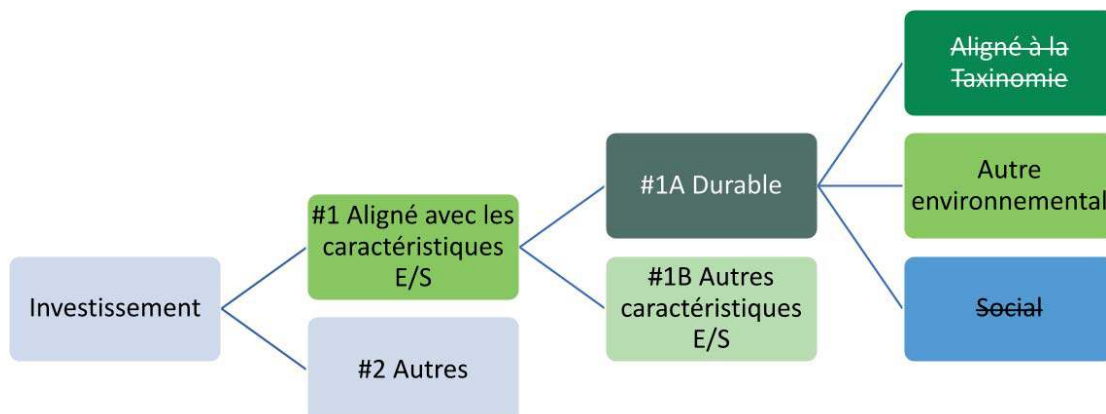 Investissement
#1 Aligné avec les
caractéristiques
E/S
#2 Autres
#1A Durable
#1B Autres
caractéristiques
E/S
Aligné à la
Taxinomie
Autre
environnemental
Social